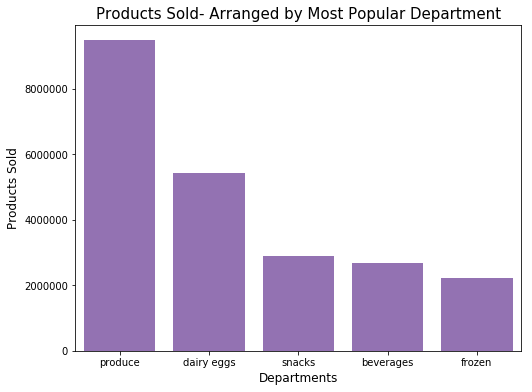 Products Sold- Arranged by Most Popular Department
Products Sold
8000000
6000000
4000000
2000000
0
produce dairy eggs snacks beverages frozen
Departments